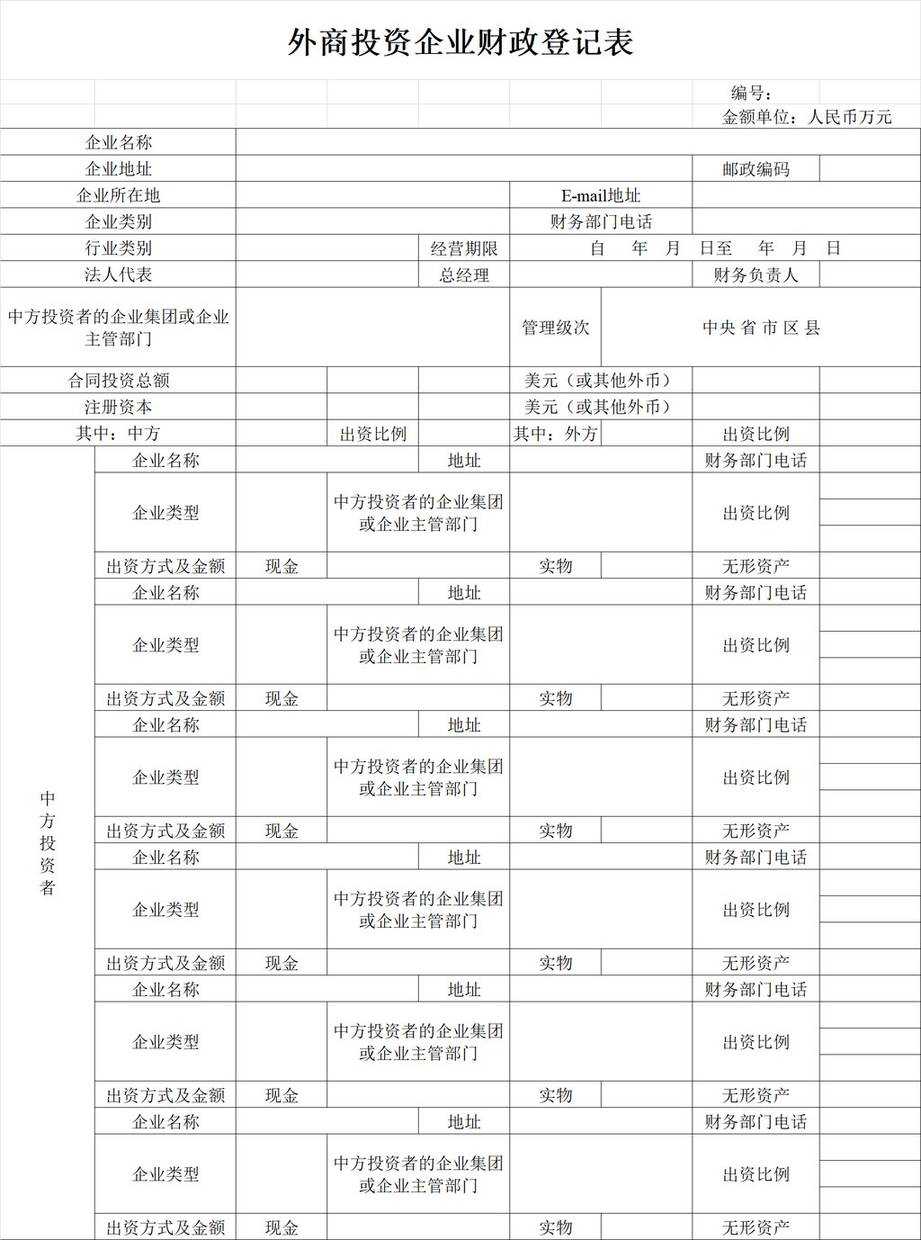 外商投资企业财政登记表
编号：
金额单位：人民币万元
企业名称
企业地址 邮政编码
企业所在地 E-mail地址
企业类别 财务部门电话
行业类别 经营期限 自 年 月 日至 年 月 日
法人代表 总经理 财务负责人
中方投资者的企业集团或企业
主管部门 管理级次 中央 省 市 区 县
合同投资总额 美元（或其他外币）
注册资本 美元（或其他外币）
其中：中方 出资比例 其中：外方 出资比例
中方投资者
企业名称 地址 财务部门电话
企业类型 中方投资者的企业集团
或企业主管部门 出资比例
出资方式及金额 现金 实物 无形资产
企业名称 地址 财务部门电话
企业类型 中方投资者的企业集团
或企业主管部门 出资比例
出资方式及金额 现金 实物 无形资产
企业名称 地址 财务部门电话
企业类型 中方投资者的企业集团
或企业主管部门 出资比例
出资方式及金额 现金 实物 无形资产
企业名称 地址 财务部门电话
企业类型 中方投资者的企业集团
或企业主管部门 出资比例
出资方式及金额 现金 实物 无形资产
企业名称 地址 财务部门电话
企业类型 中方投资者的企业集团
或企业主管部门 出资比例
出资方式及金额 现金 实物 无形资产
企业名称 地址 财务部门电话
企业类型 中方投资者的企业集团
或企业主管部门 出资比例
出资方式及金额 现金 实物 无形资产